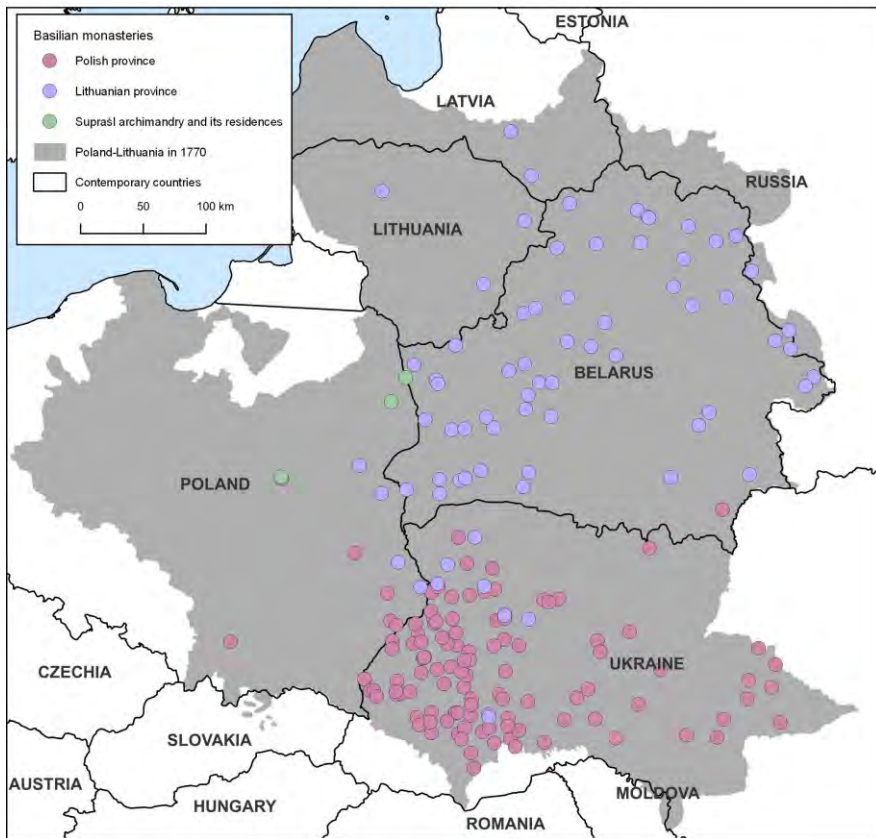 Basilian monasteries
Polish province
Lithuanian province
Supraśl archimandry and its residences
Poland-Lithuania in 1770
Contemporary countries
0 50 100 km
ESTONIA
LATVIA
RUSSIA
LITHUANIA
BELARUS
POLAND
UKRAINE
CZECHIA
SLOVAKIA
AUSTRIA
HUNGARY
MOLDOVA
ROMANIA